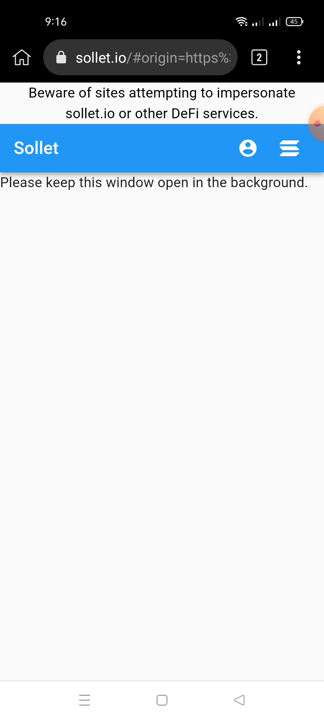 9:16
45
sollet.io/#origin=https%:
2
Beware of sites attempting to impersonate
sollet.io or other DeFi services.
Sollet
Please keep this window open in the background.